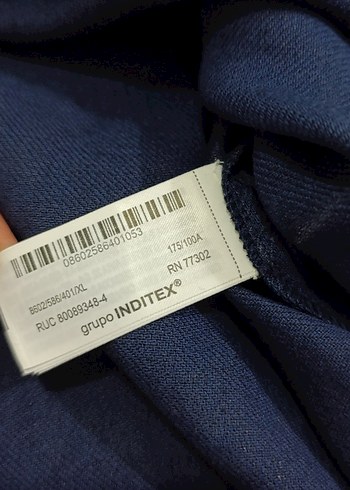 08602586401053
8602/586/401/XL 175/100A
RUC 80089348-4 RN 77302
grupo INDITEX®